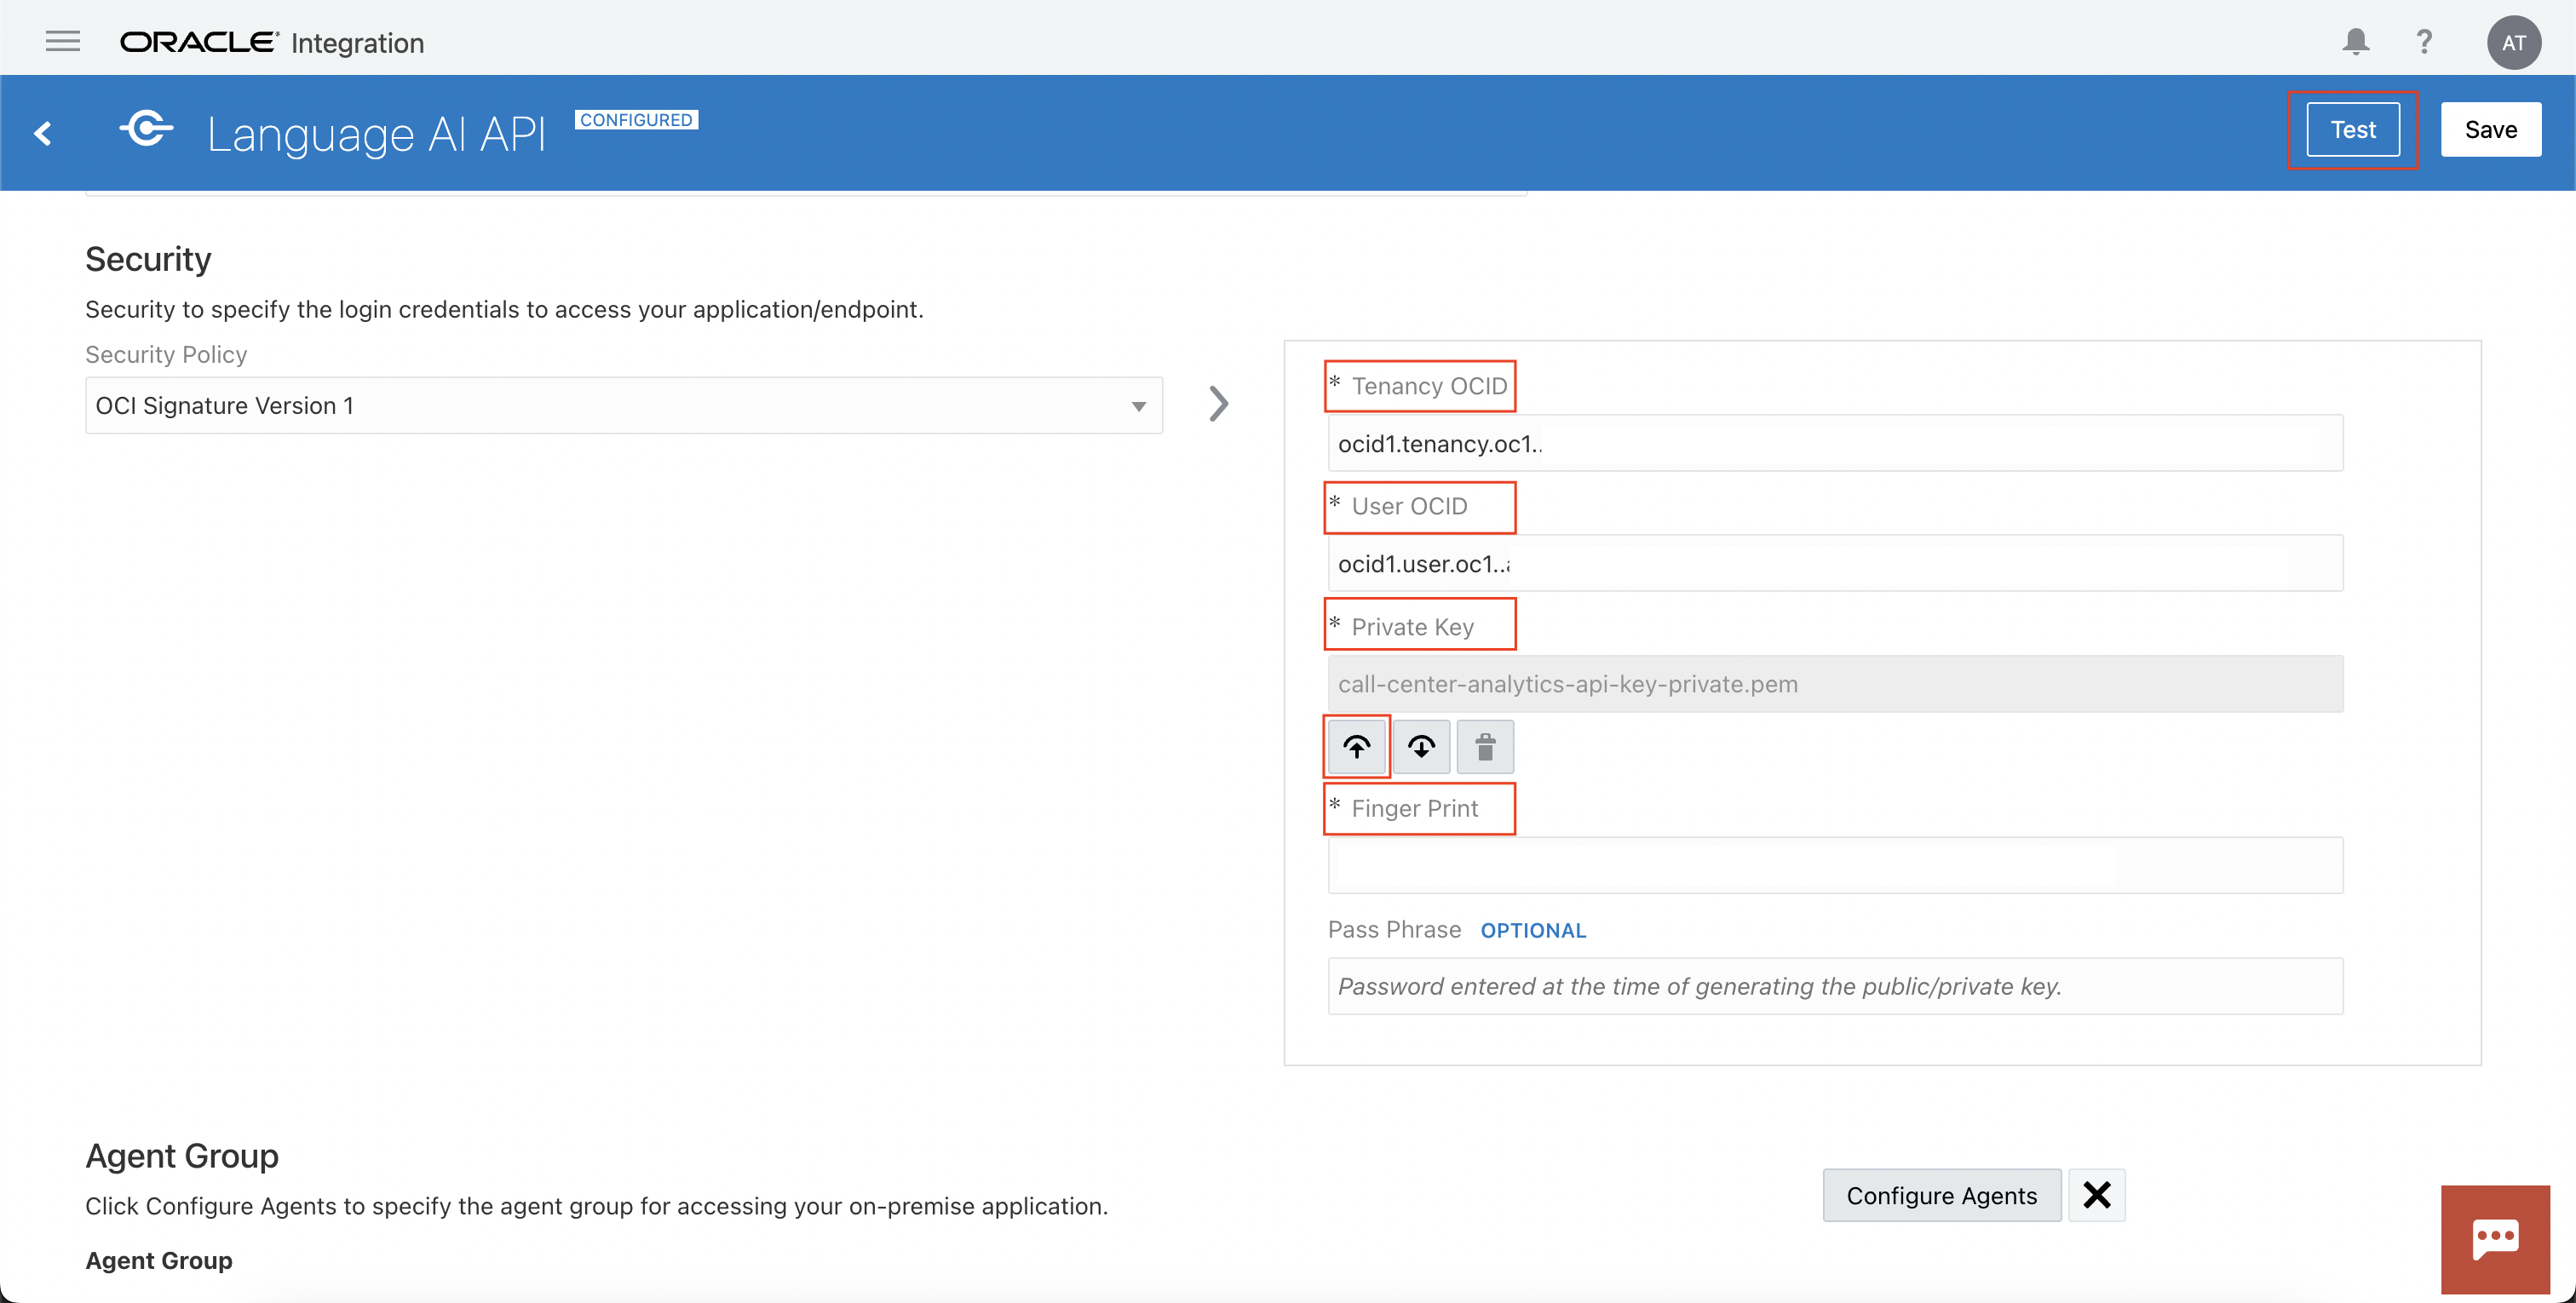 ORACLE Integration
?
AT
Language AI API
CONFIGURED
Test
Save
Security
Security to specify the login credentials to access your application/endpoint.
Security Policy
OCI Signature Version 1
* Tenancy OCID
ocid1.tenancy.oc1..
* User OCID
ocid1.user.oc1..
* Private Key
call-center-analytics-api-key-private.pem
* Finger Print
Pass Phrase OPTIONAL
Password entered at the time of generating the public/private key.
Agent Group
Click Configure Agents to specify the agent group for accessing your on-premise application.
Configure Agents
Agent Group